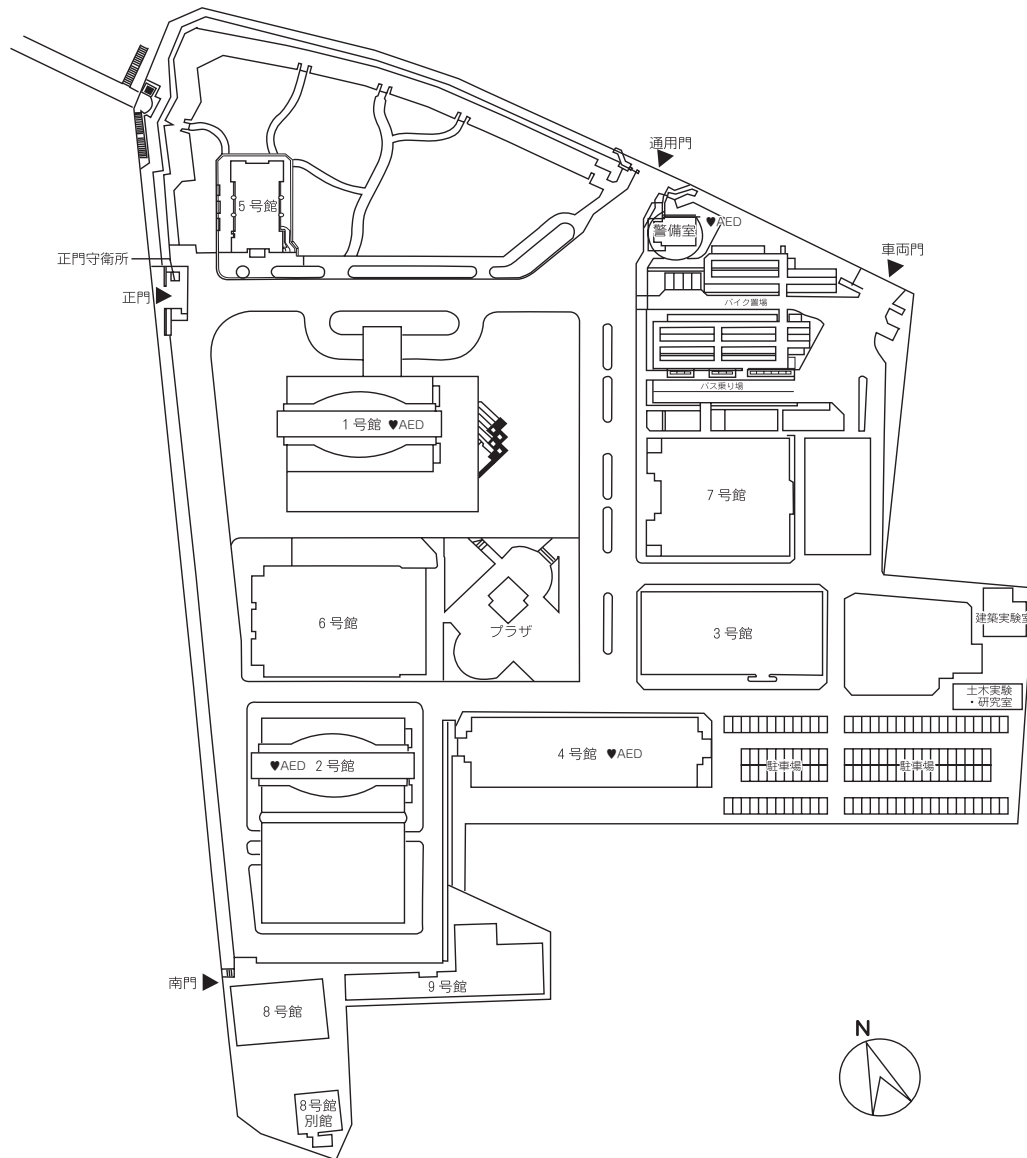 通用門
5号館
警備室 ♥AED
車両門
正門守衛所
正門
バイク置場
バス乗り場
1号館 ♥AED
7号館
6号館
プラザ
3号館
建築実験室
土木実験
・研究室
♥AED 2号館
4号館 ♥AED
駐車場
駐車場
南門
9号館
8号館
N
8号館
別館